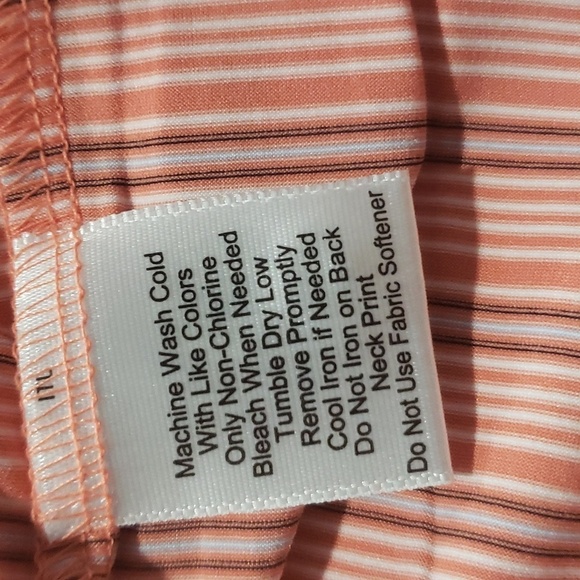 Machine Wash Cold
With Like Colors
Only Non-Chlorine
Bleach When Needed
Tumble Dry Low
Remove Promptly
Cool Iron if Needed
Do Not Iron on Back
Neck Print
Do Not Use Fabric Softener